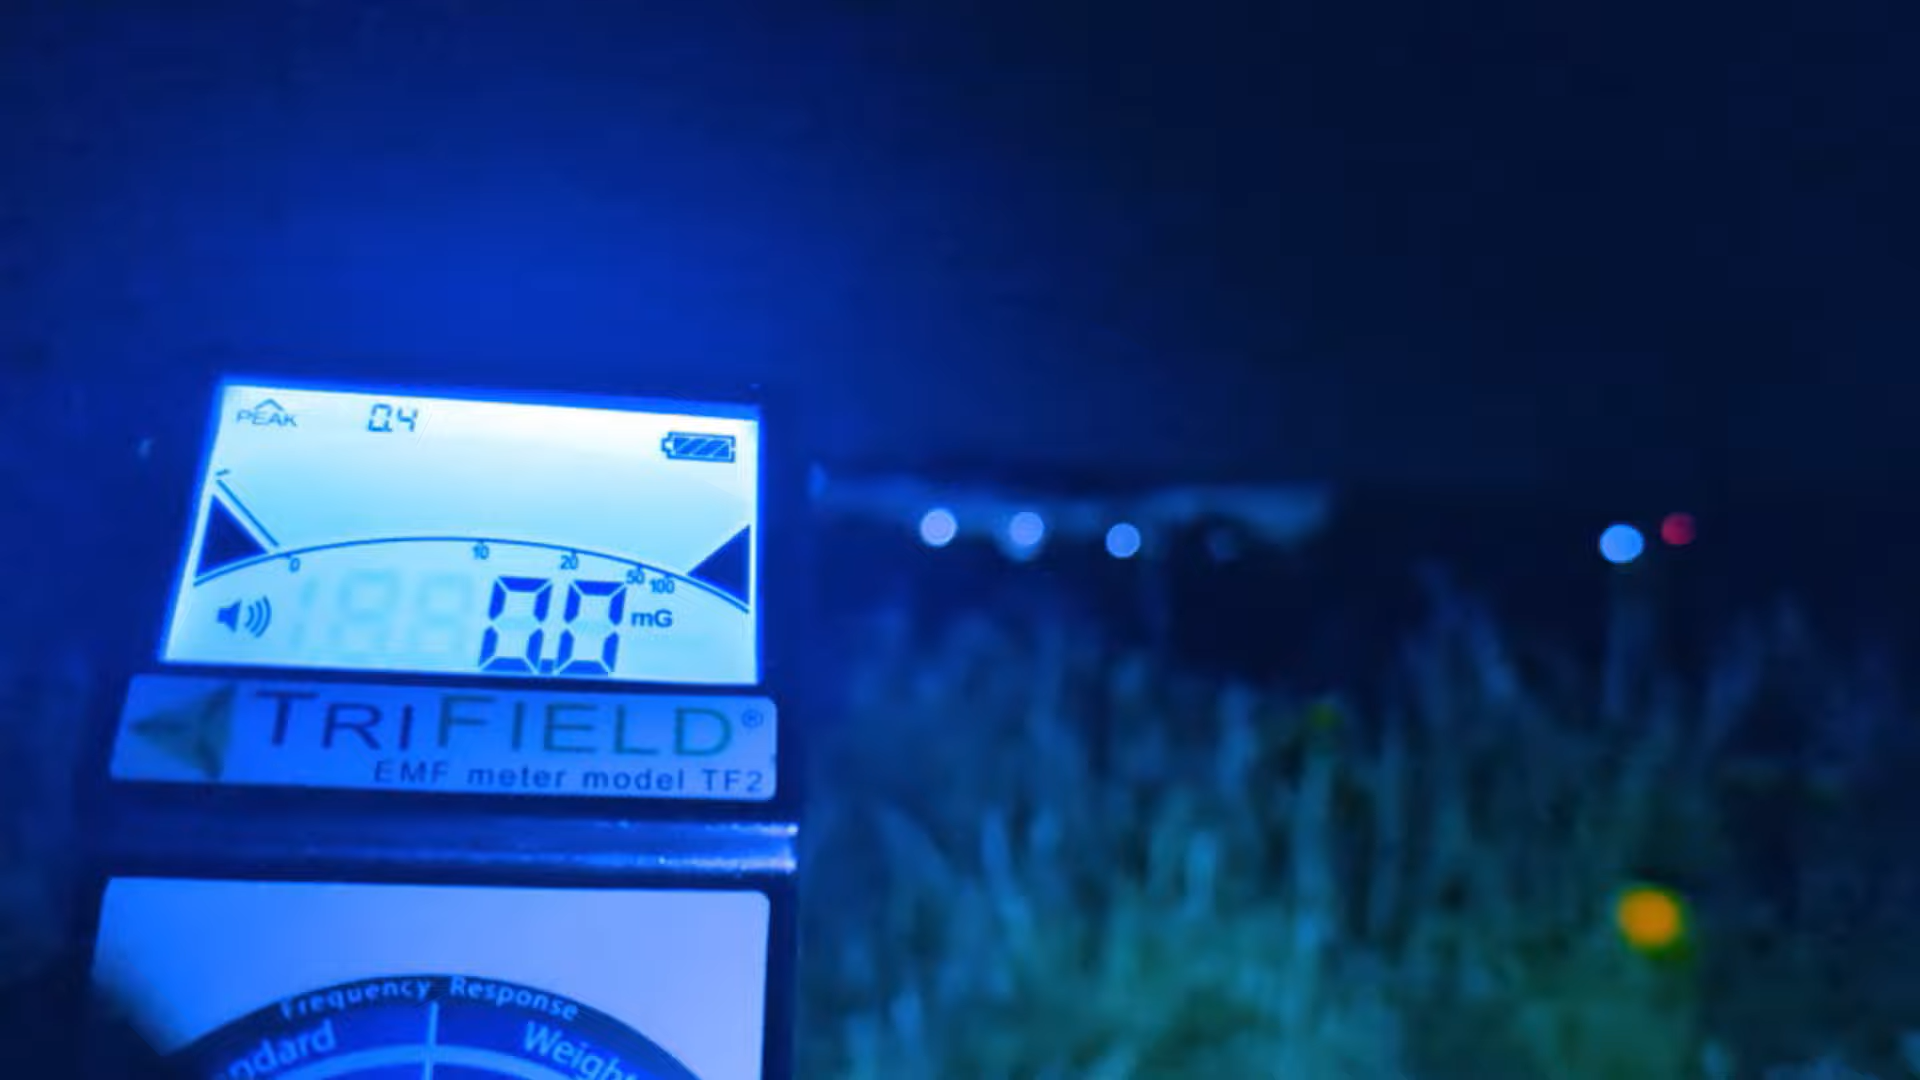 PEAK 0.4
0 10 20 50 100
0.0 mG
TRIFIELD®
EMF meter model TF2
Frequency Response
ndard Weigh